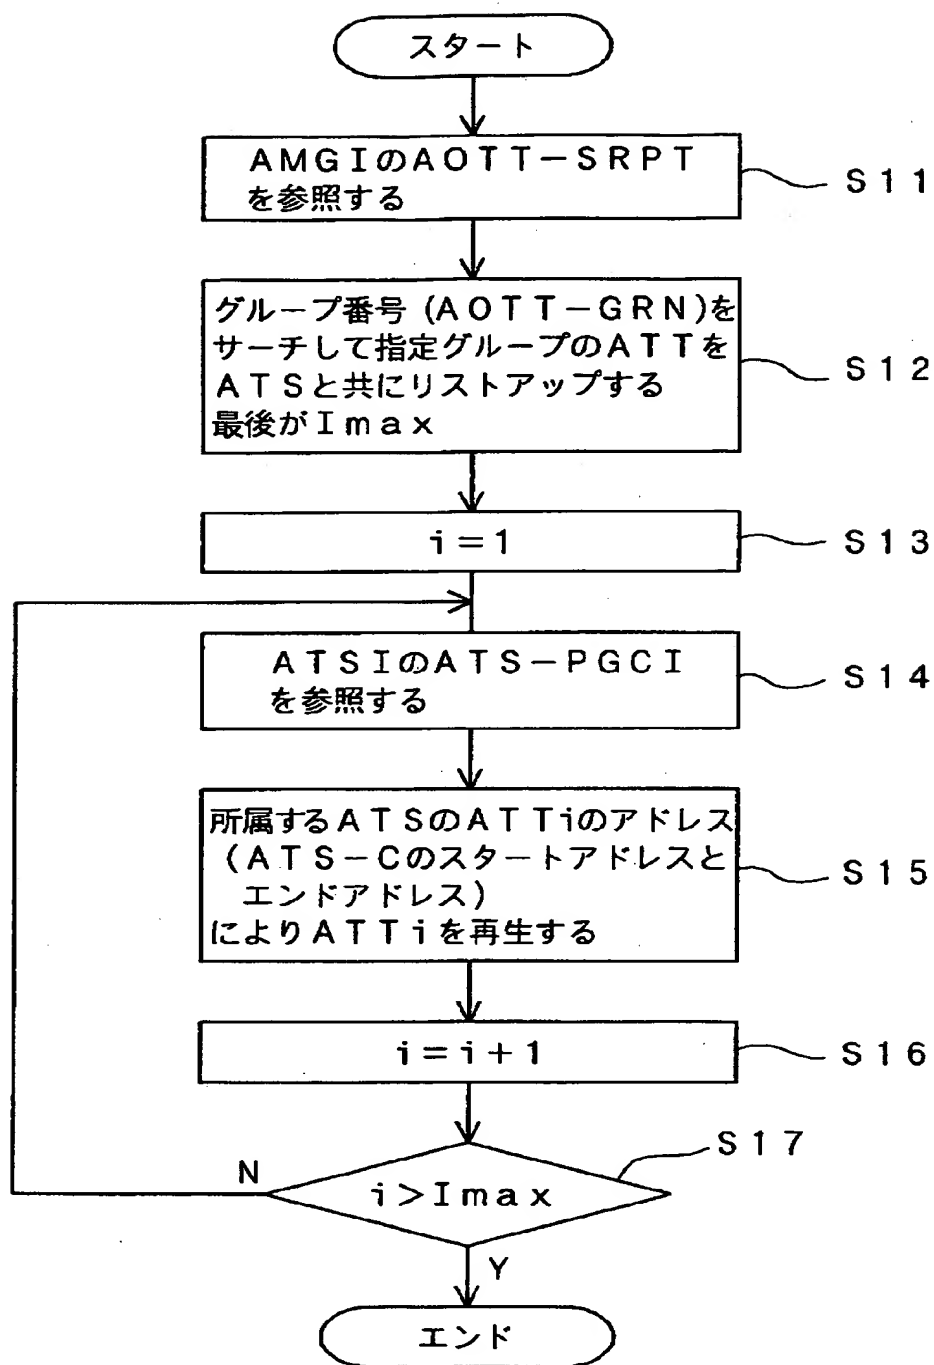 スタート
AMGIのAOTT-SRPT
を参照する
S11
グループ番号(AOTT-GRN)を
サーチして指定グループのATTを
ATSと共にリストアップする
最後がImax
S12
i=1
S13
ATSIのATS-PGCI
を参照する
S14
所属するATSのATTiのアドレス
(ATS-Cのスタートアドレスと
エンドアドレス)
によりATTiを再生する
S15
i=i+1
S16
S17
N
i>Imax
Y
エンド